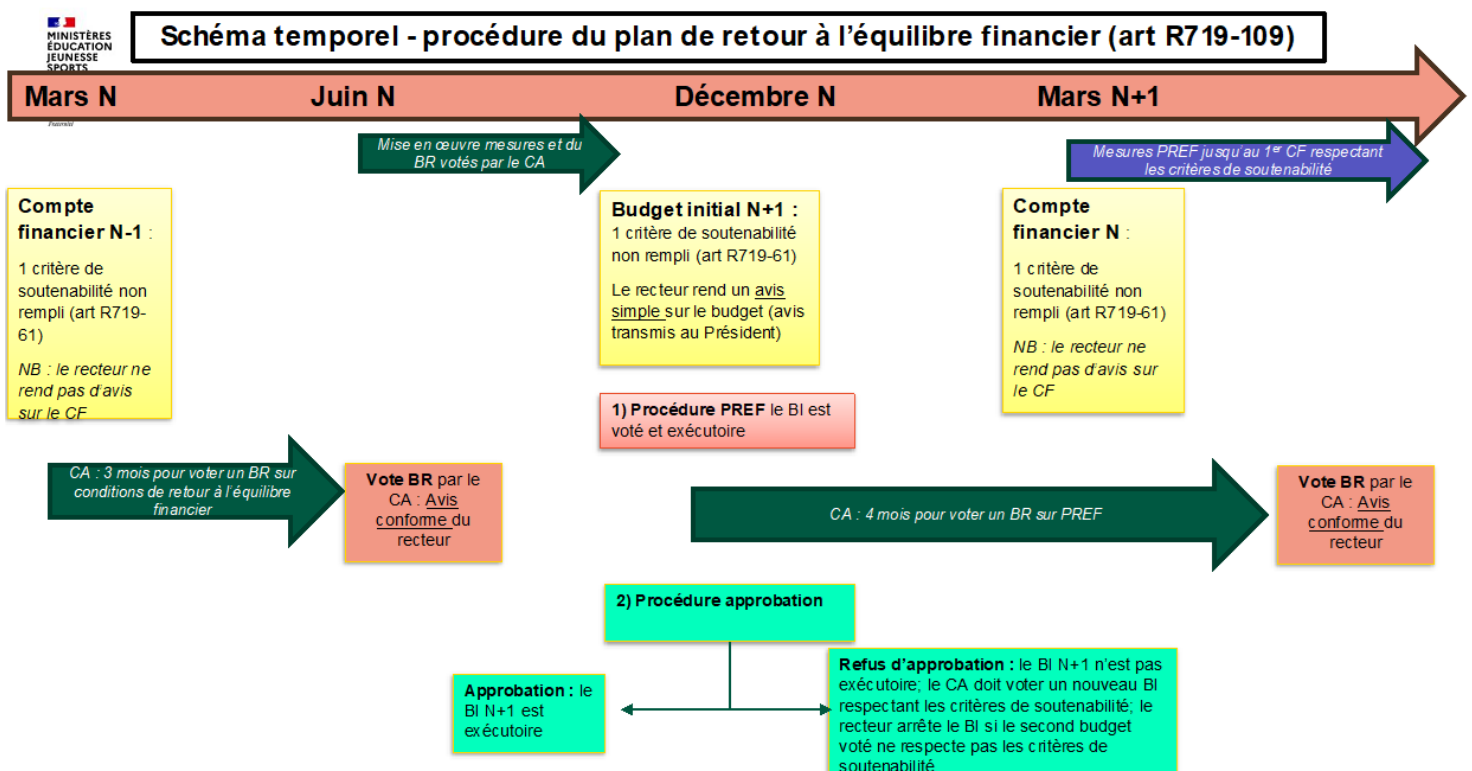 MINISTÈRES
ÉDUCATION
JEUNESSE
SPORTS
Schéma temporel - procédure du plan de retour à l'équilibre financier (art R719-109)
Mars N
Juin N
Décembre N
Mars N+1
Fraternité
Mise en œuvre mesures et du
BR votés par le CA
Mesures PREF jusqu'au 1er CF respectant
les critères de soutenabilité
Compte
financier N-1 :
1 critère de
soutenabilité non
rempli (art R719-
61)
NB : le recteur ne
rend pas d'avis
sur le CF
Budget initial N+1 :
1 critère de soutenabilité
non rempli (art R719-61)
Le recteur rend un avis
simple sur le budget (avis
transmis au Président)
Compte
financier N :
1 critère de
soutenabilité non
rempli (art R719-61)
NB : le recteur ne
rend pas d'avis sur
le CF
1) Procédure PREF le BI est
voté et exécutoire
CA : 3 mois pour voter un BR sur
conditions de retour à l'équilibre
financier
Vote BR par le
CA : Avis
conforme du
recteur
CA : 4 mois pour voter un BR sur PREF
Vote BR par le
CA : Avis
conforme du
recteur
2) Procédure approbation
Approbation : le
BI N+1 est
exécutoire
Refus d'approbation : le BI N+1 n'est pas
exécutoire; le CA doit voter un nouveau BI
respectant les critères de soutenabilité; le
recteur arrête le BI si le second budget
voté ne respecte pas les critères de
soutenabilité